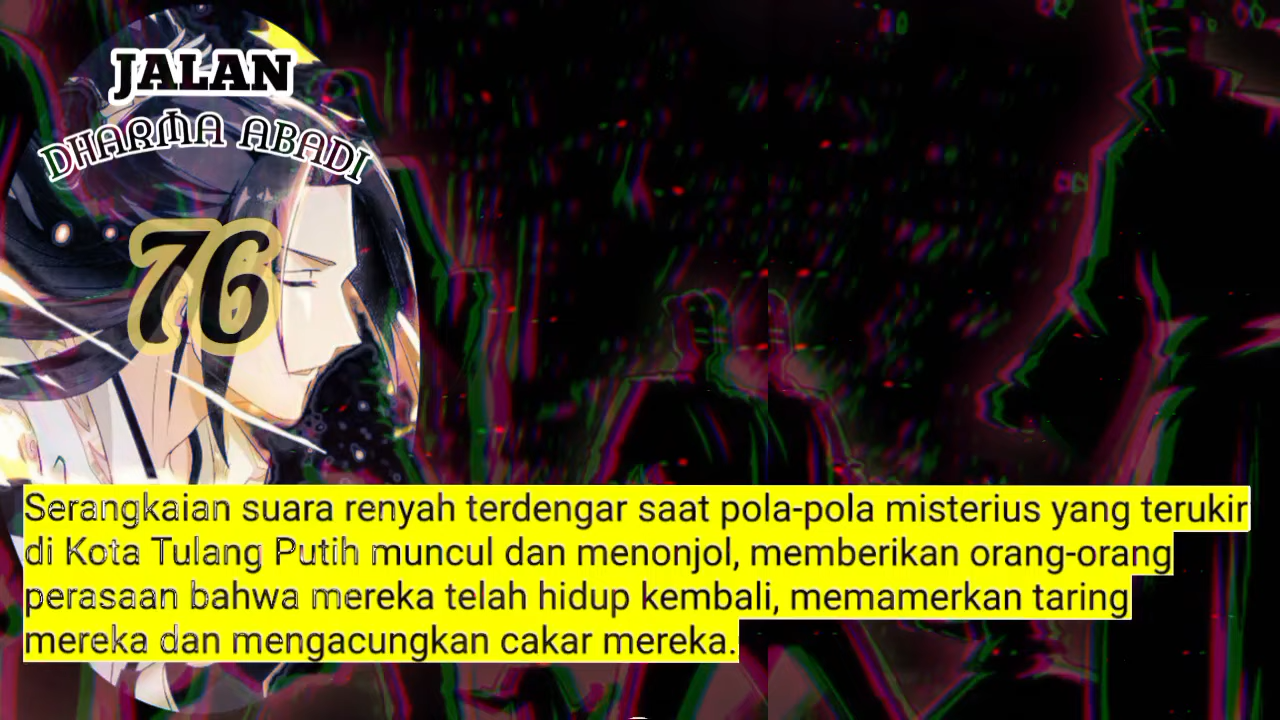 JALAN
DHARMA ABADI
76
Serangkaian suara renyah terdengar saat pola-pola misterius yang terukir
di Kota Tulang Putih muncul dan menonjol, memberikan orang-orang
perasaan bahwa mereka telah hidup kembali, memamerkan taring
mereka dan mengacungkan cakar mereka.